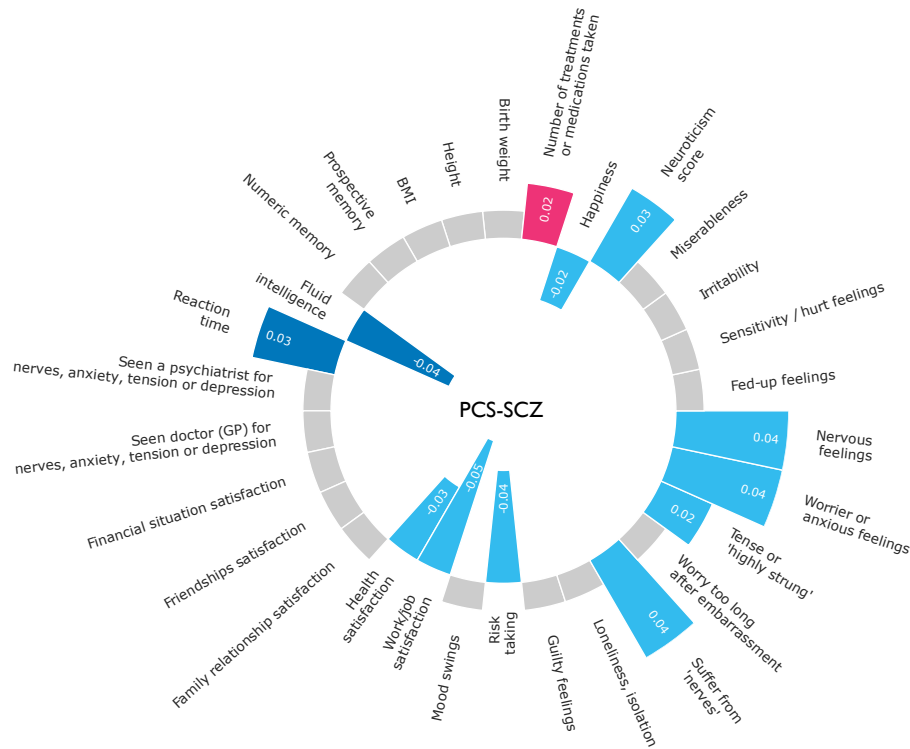 Number of treatments
or medications taken
0.02
Happiness
-0.02
Neuroticism
score
0.03
Miserableness
Irritability
Sensitivity / hurt feelings
Fed-up feelings
Nervous
feelings
0.04
Worrier or
anxious feelings
0.04
Tense or
'highly strung'
0.02
Worry too long
after embarrassment
Suffer from
'nerves'
0.04
Loneliness, isolation
Guilty feelings
Risk
taking
-0.04
Mood swings
Work/job
satisfaction
-0.05
Health
satisfaction
-0.03
Family relationship satisfaction
Friendships satisfaction
Financial situation satisfaction
Seen doctor (GP) for
nerves, anxiety, tension or depression
Seen a psychiatrist for
nerves, anxiety, tension or depression
Reaction
time
0.03
Fluid
intelligence
-0.04
Numeric memory
Prospective
memory
BMI
Height
Birth weight
PCS-SCZ